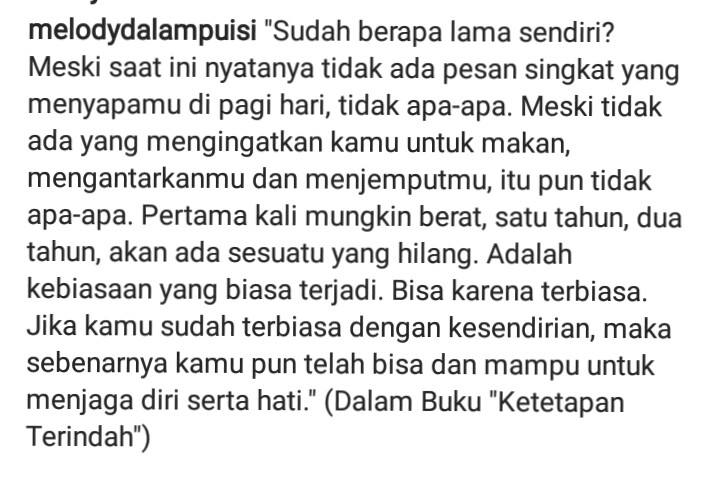 melodydalampuisi "Sudah berapa lama sendiri?
Meski saat ini nyatanya tidak ada pesan singkat yang
menyapamu di pagi hari, tidak apa-apa. Meski tidak
ada yang mengingatkan kamu untuk makan,
mengantarkanmu dan menjemputmu, itu pun tidak
apa-apa. Pertama kali mungkin berat, satu tahun, dua
tahun, akan ada sesuatu yang hilang. Adalah
kebiasaan yang biasa terjadi. Bisa karena terbiasa.
Jika kamu sudah terbiasa dengan kesendirian, maka
sebenarnya kamu pun telah bisa dan mampu untuk
menjaga diri serta hati." (Dalam Buku "Ketetapan
Terindah")